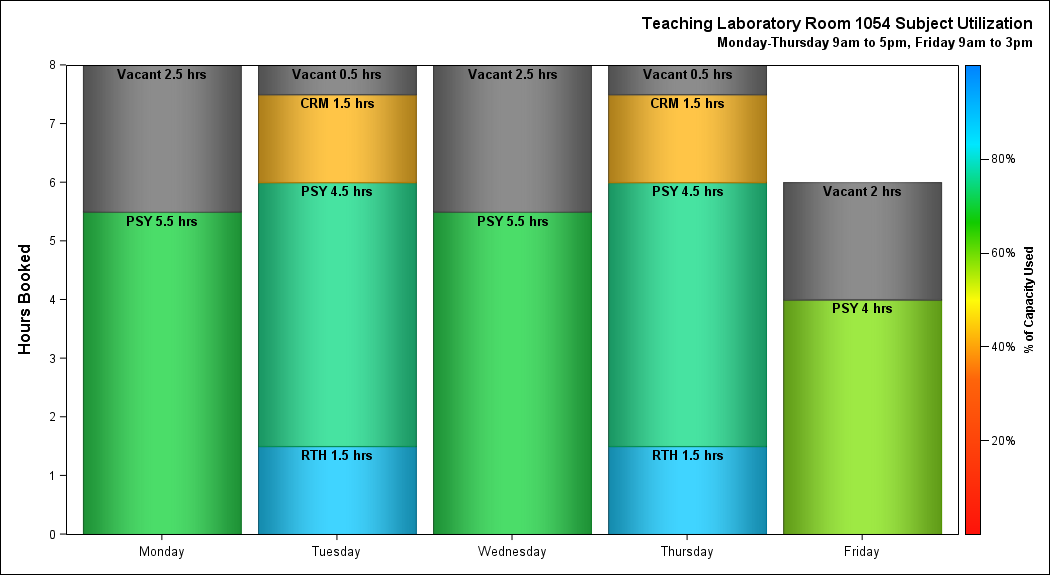 Teaching Laboratory Room 1054 Subject Utilization
Monday-Thursday 9am to 5pm, Friday 9am to 3pm
Hours Booked
8
7
6
5
4
3
2
1
0
Vacant 2.5 hrs
PSY 5.5 hrs
Vacant 0.5 hrs
CRM 1.5 hrs
PSY 4.5 hrs
RTH 1.5 hrs
Vacant 2.5 hrs
PSY 5.5 hrs
Vacant 0.5 hrs
CRM 1.5 hrs
PSY 4.5 hrs
RTH 1.5 hrs
Vacant 2 hrs
PSY 4 hrs
Monday
Tuesday
Wednesday
Thursday
Friday
80%
60%
40%
20%
% of Capacity Used